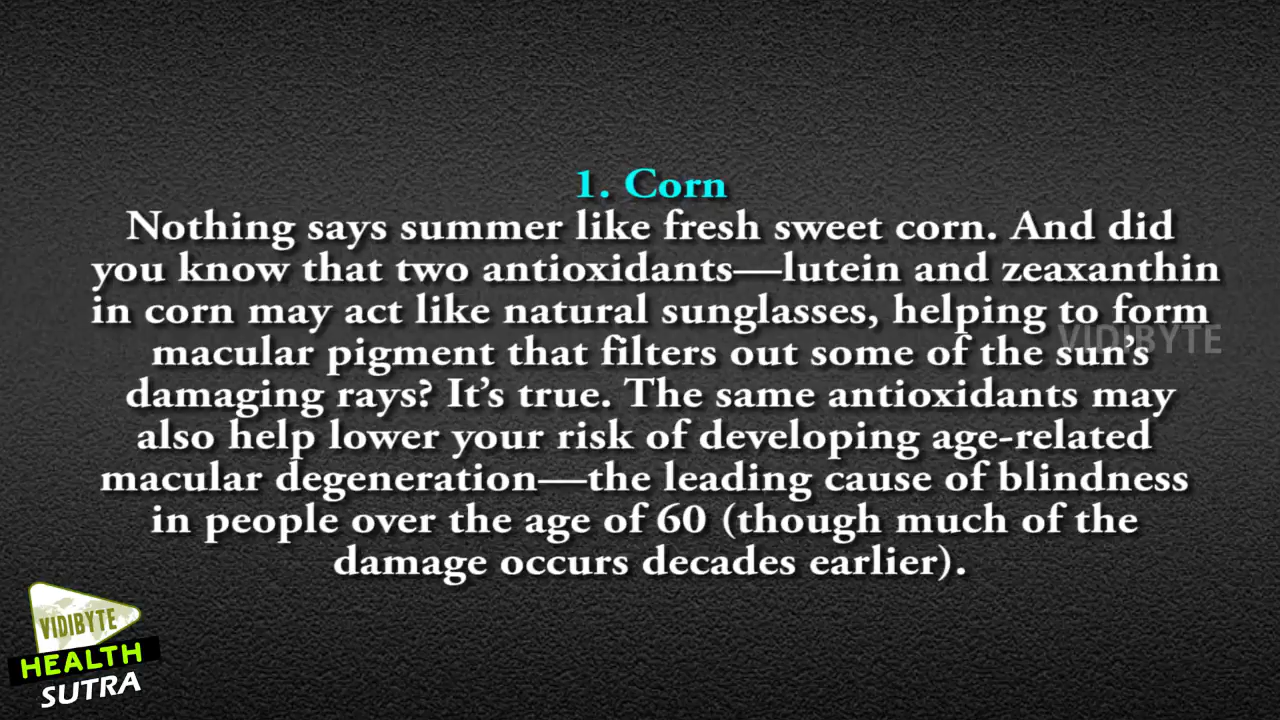 1. Corn
Nothing says summer like fresh sweet corn. And did
you know that two antioxidants—lutein and zeaxanthin
in corn may act like natural sunglasses, helping to form
macular pigment that filters out some of the sun's
damaging rays? It's true. The same antioxidants may
also help lower your risk of developing age-related
macular degeneration—the leading cause of blindness
in people over the age of 60 (though much of the
damage occurs decades earlier).
VIDIBYTE
VIDIBYTE
HEALTH
SUTRA